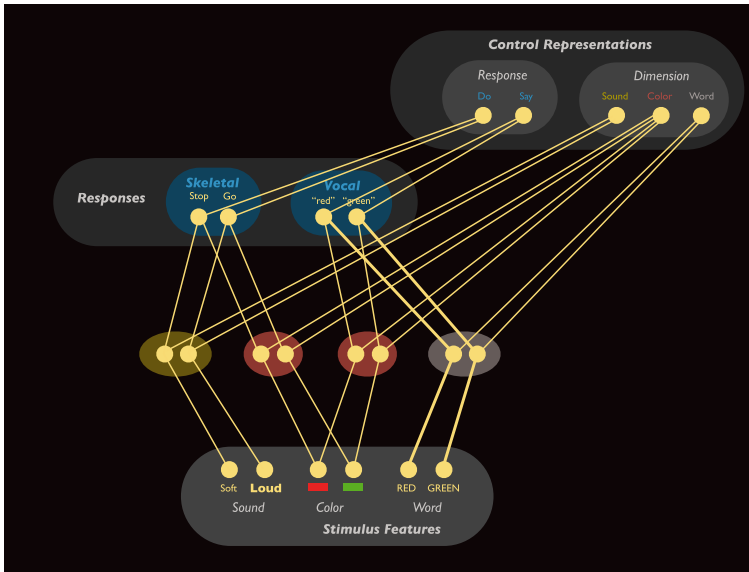 Control Representations
Response
Dimension
Do
Say
Sound
Color
Word
Responses
Skeletal
Vocal
Stop
Go
“red”
“green”
Soft
Loud
RED
GREEN
Sound
Color
Word
Stimulus Features